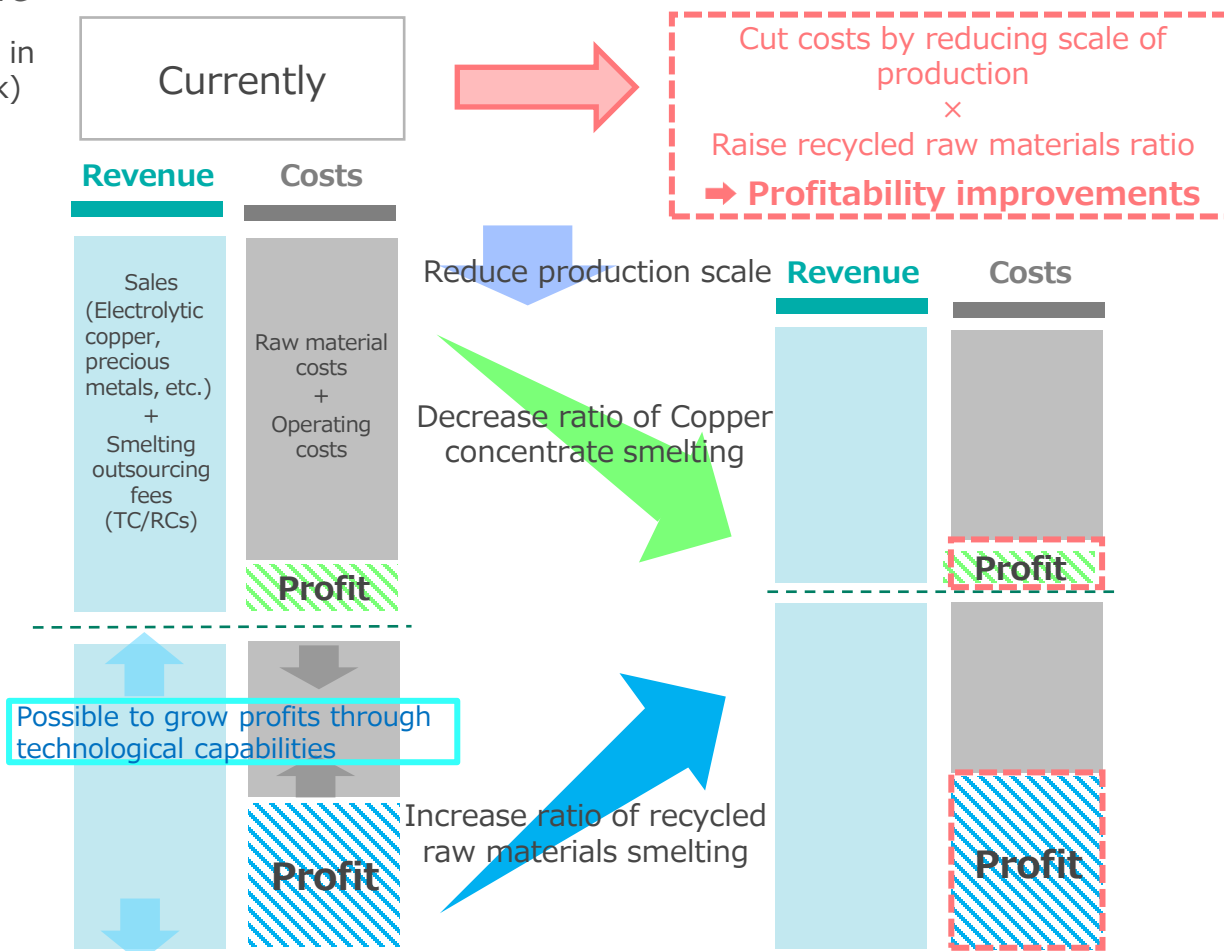 in
k)
Currently
Cut costs by reducing scale of
production
×
Raise recycled raw materials ratio
➡ Profitability improvements
Revenue
Costs
Sales
(Electrolytic
copper,
precious
metals, etc.)
+
Smelting
outsourcing
fees
(TC/RCs)
Raw material
costs
+
Operating
costs
Profit
Reduce production scale
Decrease ratio of Copper
concentrate smelting
Revenue
Costs
Profit
Possible to grow profits through
technological capabilities
Profit
Increase ratio of recycled
raw materials smelting
Profit